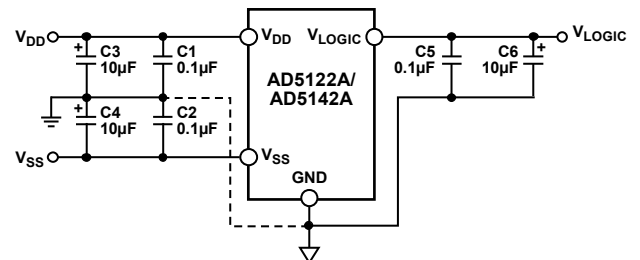 VDD
+
C3
10µF
C1
0.1µF
+
C4
10µF
C2
0.1µF
VSS
VDD
VLOGIC
AD5122A/
AD5142A
VSS
GND
C5
0.1µF
C6
10µF
+
VLOGIC